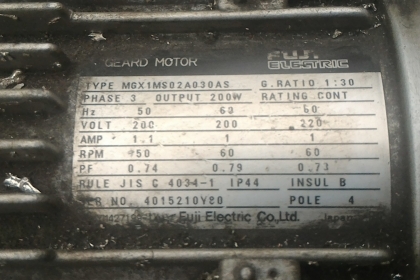 GEARD MOTOR FUJI ELECTRIC
TYPE MGX1MS02A030AS G.RATIO 1:30
PHASE 3 OUTPUT 200W RATING CONT
Hz 50 60 60
VOLT 200 200 220
AMP 1.1 1 1
RPM 50 60 60
P.F 0.74 0.79 0.73
RULE JIS C 4034-1 IP44 INSUL B
SER NO. 4015210Y80 POLE 4
Fuji Electric Co.,Ltd. Japan